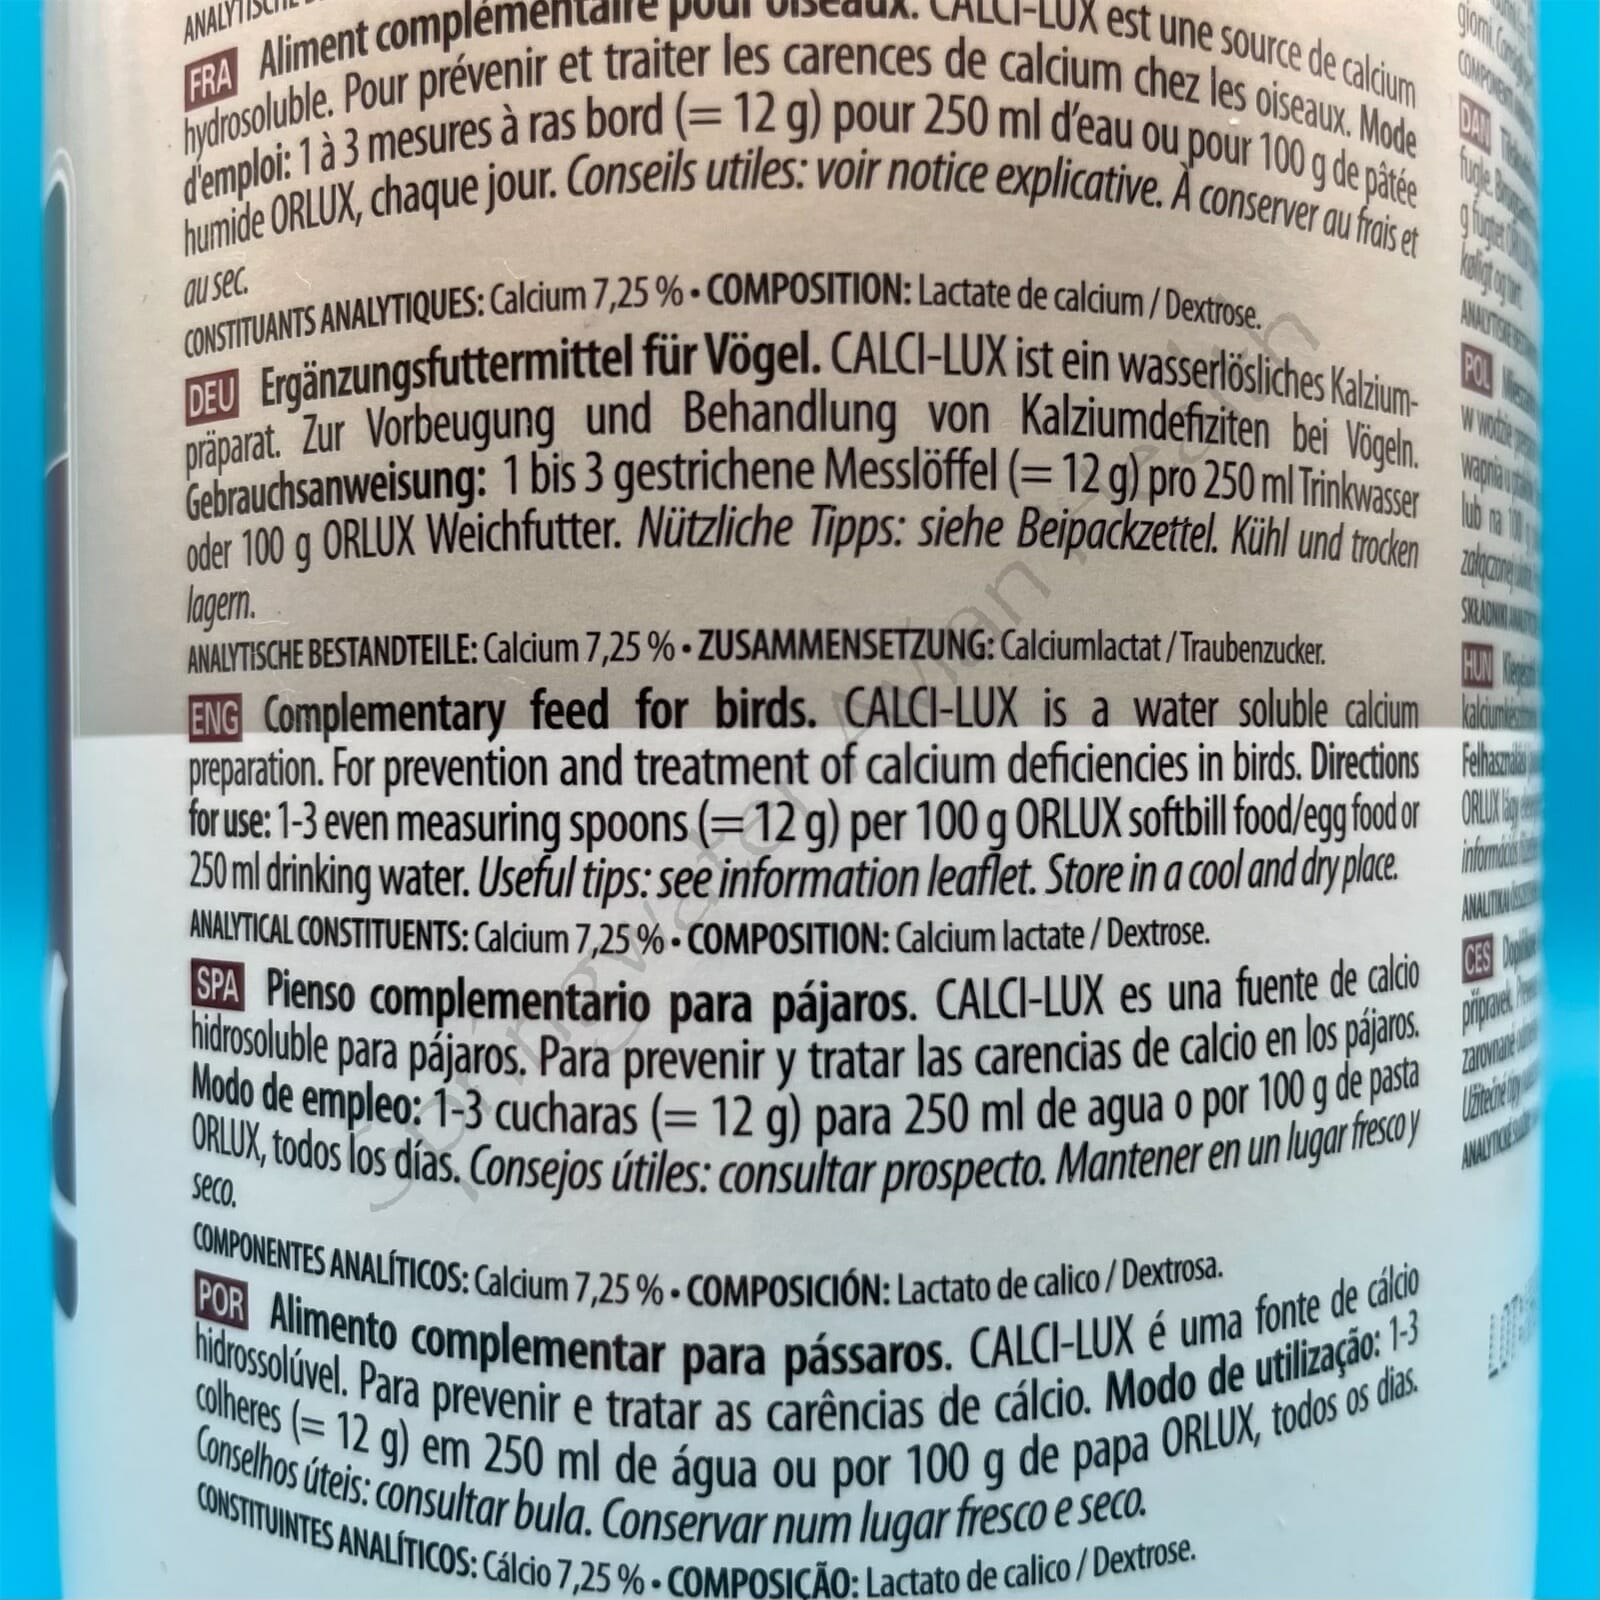 FRA Aliment complémentaire pour oiseaux. CALCI-LUX est une source de calcium
hydrosoluble. Pour prévenir et traiter les carences de calcium chez les oiseaux. Mode
d'emploi: 1 à 3 mesures à ras bord (= 12 g) pour 250 ml d'eau ou pour 100 g de pâtée
humide ORLUX, chaque jour. Conseils utiles: voir notice explicative. À conserver au frais et
au sec.
CONSTITUANTS ANALYTIQUES: Calcium 7,25 % • COMPOSITION: Lactate de calcium / Dextrose.
DEU Ergänzungsfuttermittel für Vögel. CALCI-LUX ist ein wasserlösliches Kalzium-
präparat. Zur Vorbeugung und Behandlung von Kalziumdefiziten bei Vögeln.
Gebrauchsanweisung: 1 bis 3 gestrichene Messlöffel (= 12 g) pro 250 ml Trinkwasser
oder 100 g ORLUX Weichfutter. Nützliche Tipps: siehe Beipackzettel. Kühl und trocken
lagern.
ANALYTISCHE BESTANDTEILE: Calcium 7,25 % • ZUSAMMENSETZUNG: Calciumlactat / Traubenzucker.
ENG Complementary feed for birds. CALCI-LUX is a water soluble calcium
preparation. For prevention and treatment of calcium deficiencies in birds. Directions
for use: 1-3 even measuring spoons (= 12 g) per 100 g ORLUX softbill food/egg food or
250 ml drinking water. Useful tips: see information leaflet. Store in a cool and dry place.
ANALYTICAL CONSTITUENTS: Calcium 7,25 % • COMPOSITION: Calcium lactate / Dextrose.
SPA Pienso complementario para pájaros. CALCI-LUX es una fuente de calcio
hidrosoluble para pájaros. Para prevenir y tratar las carencias de calcio en los pájaros.
Modo de empleo: 1-3 cucharas (= 12 g) para 250 ml de agua o por 100 g de pasta
ORLUX, todos los días. Consejos útiles: consultar prospecto. Mantener en un lugar fresco y
seco.
COMPONENTES ANALÍTICOS: Calcium 7,25 % • COMPOSICIÓN: Lactato de calico / Dextrosa.
POR Alimento complementar para pássaros. CALCI-LUX é uma fonte de cálcio
hidrossolúvel. Para prevenir e tratar as carências de cálcio. Modo de utilização: 1-3
colheres (= 12 g) em 250 ml de água ou por 100 g de papa ORLUX, todos os dias.
Conselhos úteis: consultar bula. Conservar num lugar fresco e seco.
CONSTITUINTES ANALÍTICOS: Cálcio 7,25 % • COMPOSIÇÃO: Lactato de calico / Dextrose.
DAN
POL
HUN
ORLUX
CES
Springwater Avian Health